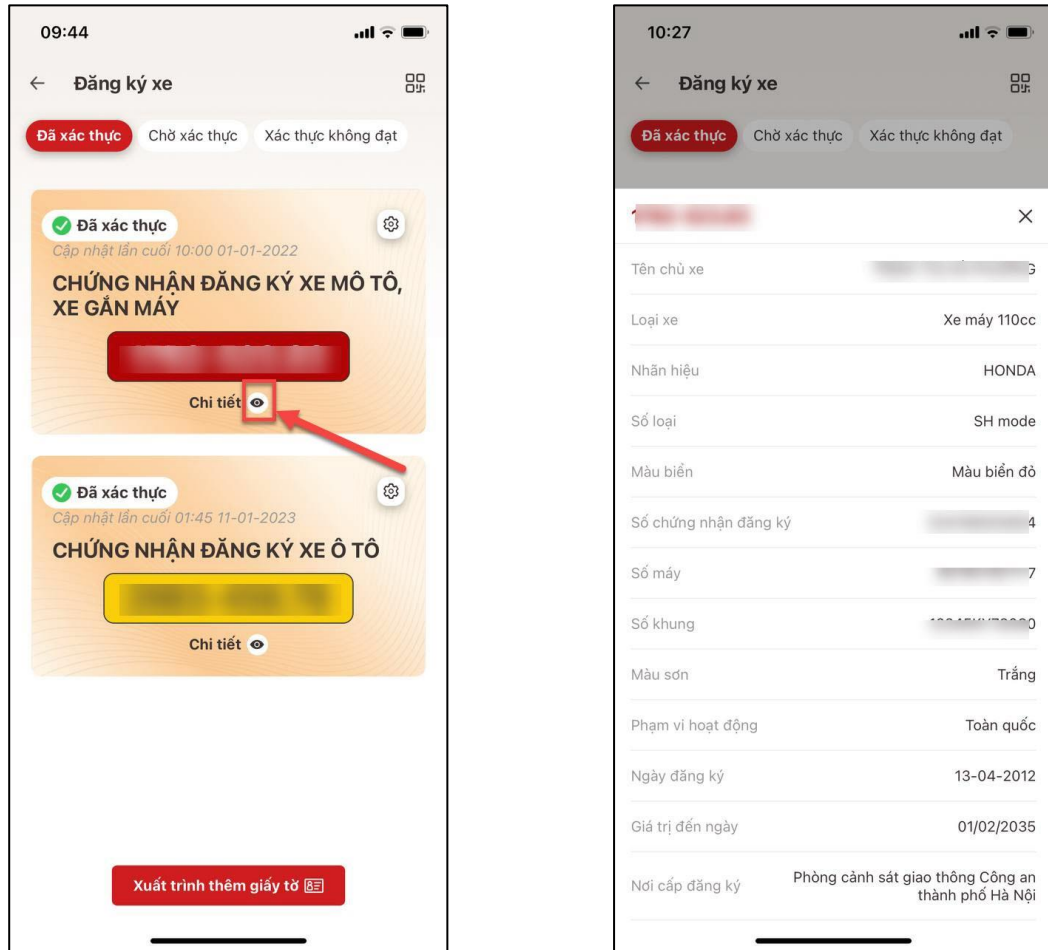 09:44
Đăng ký xe
Đã xác thực Chờ xác thực Xác thực không đạt
Đã xác thực
Cập nhật lần cuối 10:00 01-01-2022
CHỨNG NHẬN ĐĂNG KÝ XE MÔ TÔ,
XE GẮN MÁY
Chi tiết
Đã xác thực
Cập nhật lần cuối 01:45 11-01-2023
CHỨNG NHẬN ĐĂNG KÝ XE Ô TÔ
Chi tiết
Xuất trình thêm giấy tờ
10:27
Đăng ký xe
Đã xác thực Chờ xác thực Xác thực không đạt
Tên chủ xe G
Loại xe Xe máy 110cc
Nhãn hiệu HONDA
Số loại SH mode
Màu biển Màu biển đỏ
Số chứng nhận đăng ký 4
Số máy 7
Số khung 0
Màu sơn Trắng
Phạm vi hoạt động Toàn quốc
Ngày đăng ký 13-04-2012
Giá trị đến ngày 01/02/2035
Nơi cấp đăng ký Phòng cảnh sát giao thông Công an
thành phố Hà Nội